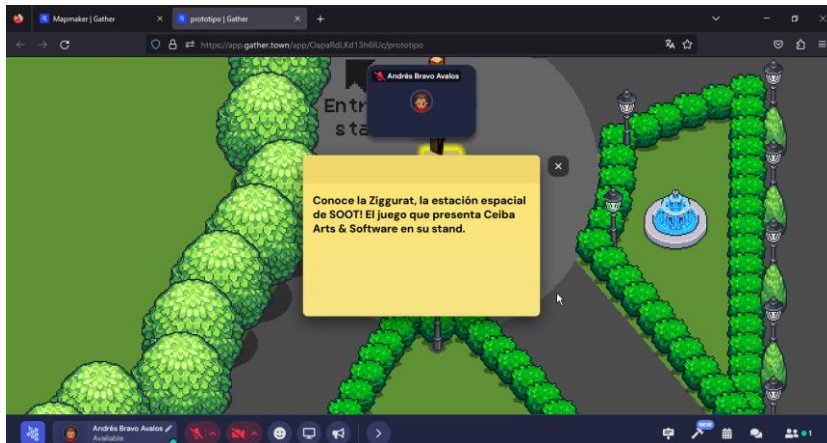 Mapmaker | Gather
prototipo | Gather
https://app.gather.town/app/OapaRdLKd13h6lUc/prototipo
Andrés Bravo Avalos
Entr
sta
Conoce la Ziggurat, la estación espacial
de SOOT! El juego que presenta Ceiba
Arts & Software en su stand.
Andrés Bravo Avalos
Available
NEW
1